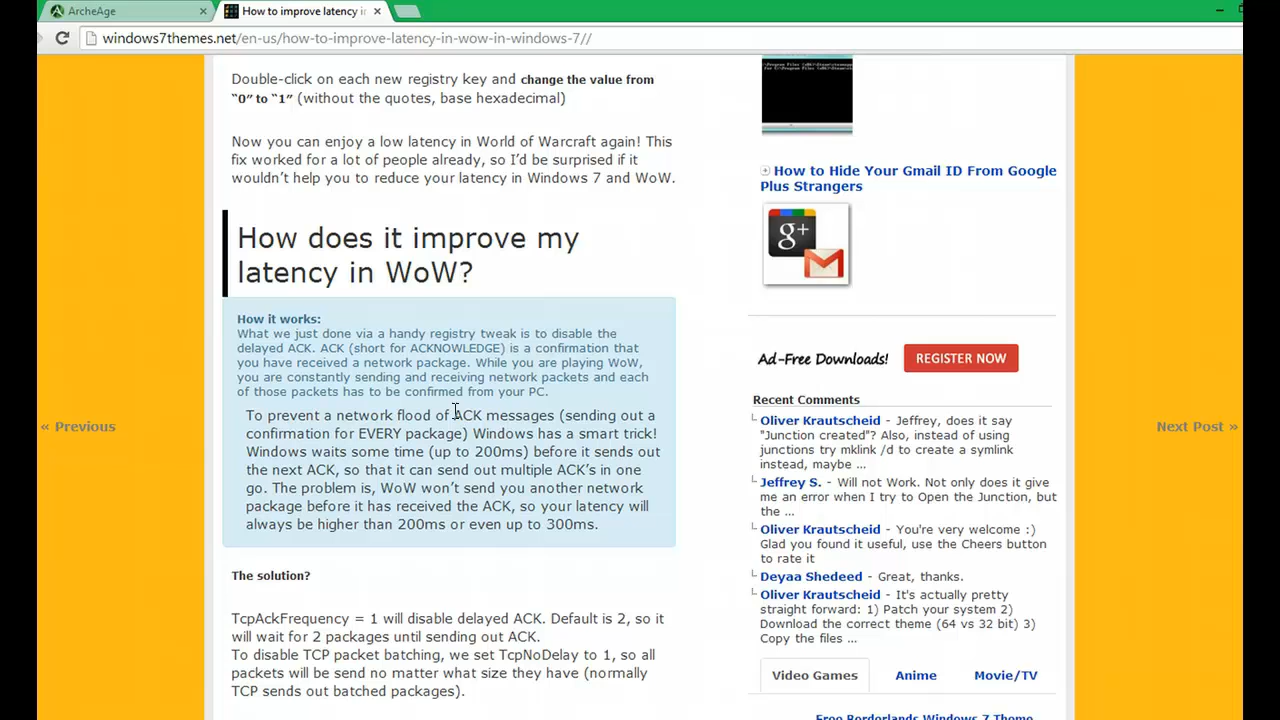 ArcheAge
How to improve latency i
windows7themes.net/en-us/how-to-improve-latency-in-wow-in-windows-7//
Double-click on each new registry key and change the value from
“0” to “1” (without the quotes, base hexadecimal)
Now you can enjoy a low latency in World of Warcraft again! This
fix worked for a lot of people already, so I’d be surprised if it
wouldn’t help you to reduce your latency in Windows 7 and WoW.
How does it improve my
latency in WoW?
How it works:
What we just done via a handy registry tweak is to disable the
delayed ACK. ACK (short for ACKNOWLEDGE) is a confirmation that
you have received a network package. While you are playing WoW,
you are constantly sending and receiving network packets and each
of those packets has to be confirmed from your PC.
To prevent a network flood of ACK messages (sending out a
confirmation for EVERY package) Windows has a smart trick!
Windows waits some time (up to 200ms) before it sends out
the next ACK, so that it can send out multiple ACK’s in one
go. The problem is, WoW won’t send you another network
package before it has received the ACK, so your latency will
always be higher than 200ms or even up to 300ms.
The solution?
TcpAckFrequency = 1 will disable delayed ACK. Default is 2, so it
will wait for 2 packages until sending out ACK.
To disable TCP packet batching, we set TcpNoDelay to 1, so all
packets will be send no matter what size they have (normally
TCP sends out batched packages).
« Previous
Next Post »
How to Hide Your Gmail ID From Google
Plus Strangers
g+
Ad-Free Downloads!
REGISTER NOW
Recent Comments
Oliver Krautscheid - Jeffrey, does it say
"Junction created"? Also, instead of using
junctions try mklink /d to create a symlink
instead, maybe ...
Jeffrey S. - Will not Work. Not only does it give
me an error when I try to Open the Junction, but
the ...
Oliver Krautscheid - You're very welcome :)
Glad you found it useful, use the Cheers button
to rate it
Deyaa Shedeed - Great, thanks.
Oliver Krautscheid - It's actually pretty
straight forward: 1) Patch your system 2)
Download the correct theme (64 vs 32 bit) 3)
Copy the files ...
Video Games
Anime
Movie/TV
Free Borderlands Windows 7 Theme